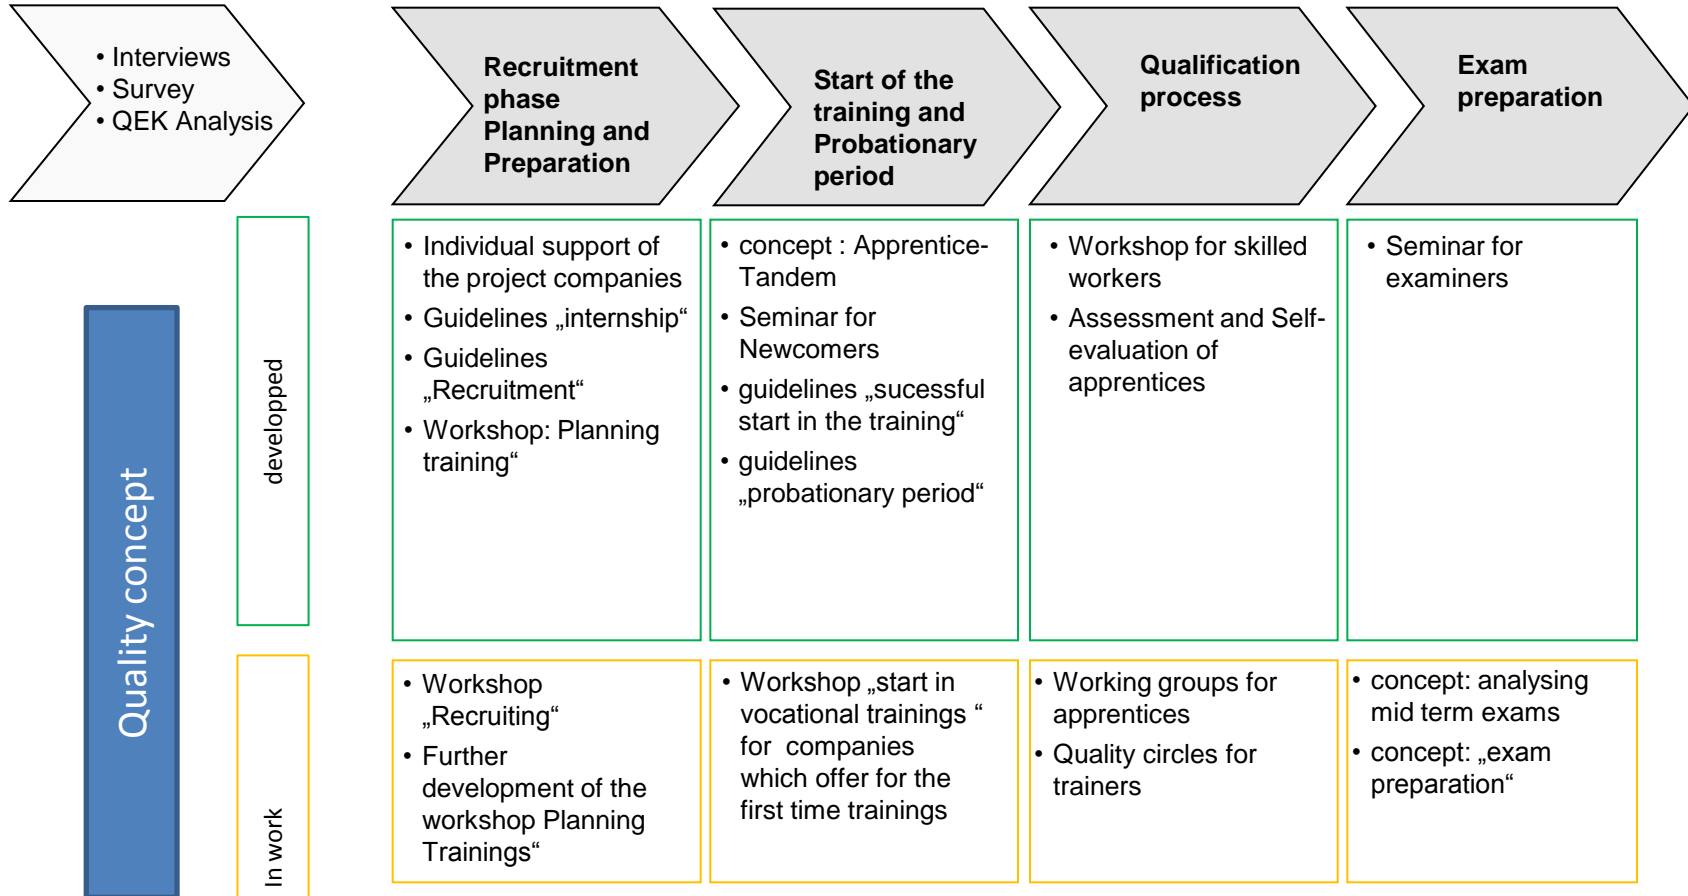 • Interviews
• Survey
• QEK Analysis
Recruitment
phase
Planning and
Preparation
Start of the
training and
Probationary
period
Qualification
process
Exam
preparation
Quality concept
developped
• Individual support of
the project companies
• Guidelines „internship“
• Guidelines
„Recruitment“
• Workshop: Planning
training“
• concept : Apprentice-
Tandem
• Seminar for
Newcomers
• guidelines „sucessful
start in the training“
• guidelines
„probationary period“
• Workshop for skilled
workers
• Assessment and Self-
evaluation of
apprentices
• Seminar for
examiners
In work
• Workshop
„Recruiting“
• Further
development of the
workshop Planning
Trainings“
• Workshop „start in
vocational trainings “
for companies
which offer for the
first time trainings
• Working groups for
apprentices
• Quality circles for
trainers
• concept: analysing
mid term exams
• concept: „exam
preparation“